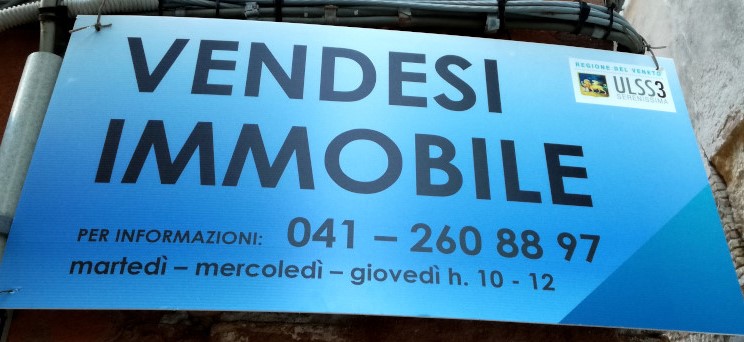 VENDESI
IMMOBILE
REGIONE DEL VENETO
ULSS3
SERENISSIMA
PER INFORMAZIONI: 041 – 260 88 97
martedì – mercoledì – giovedì h. 10 - 12